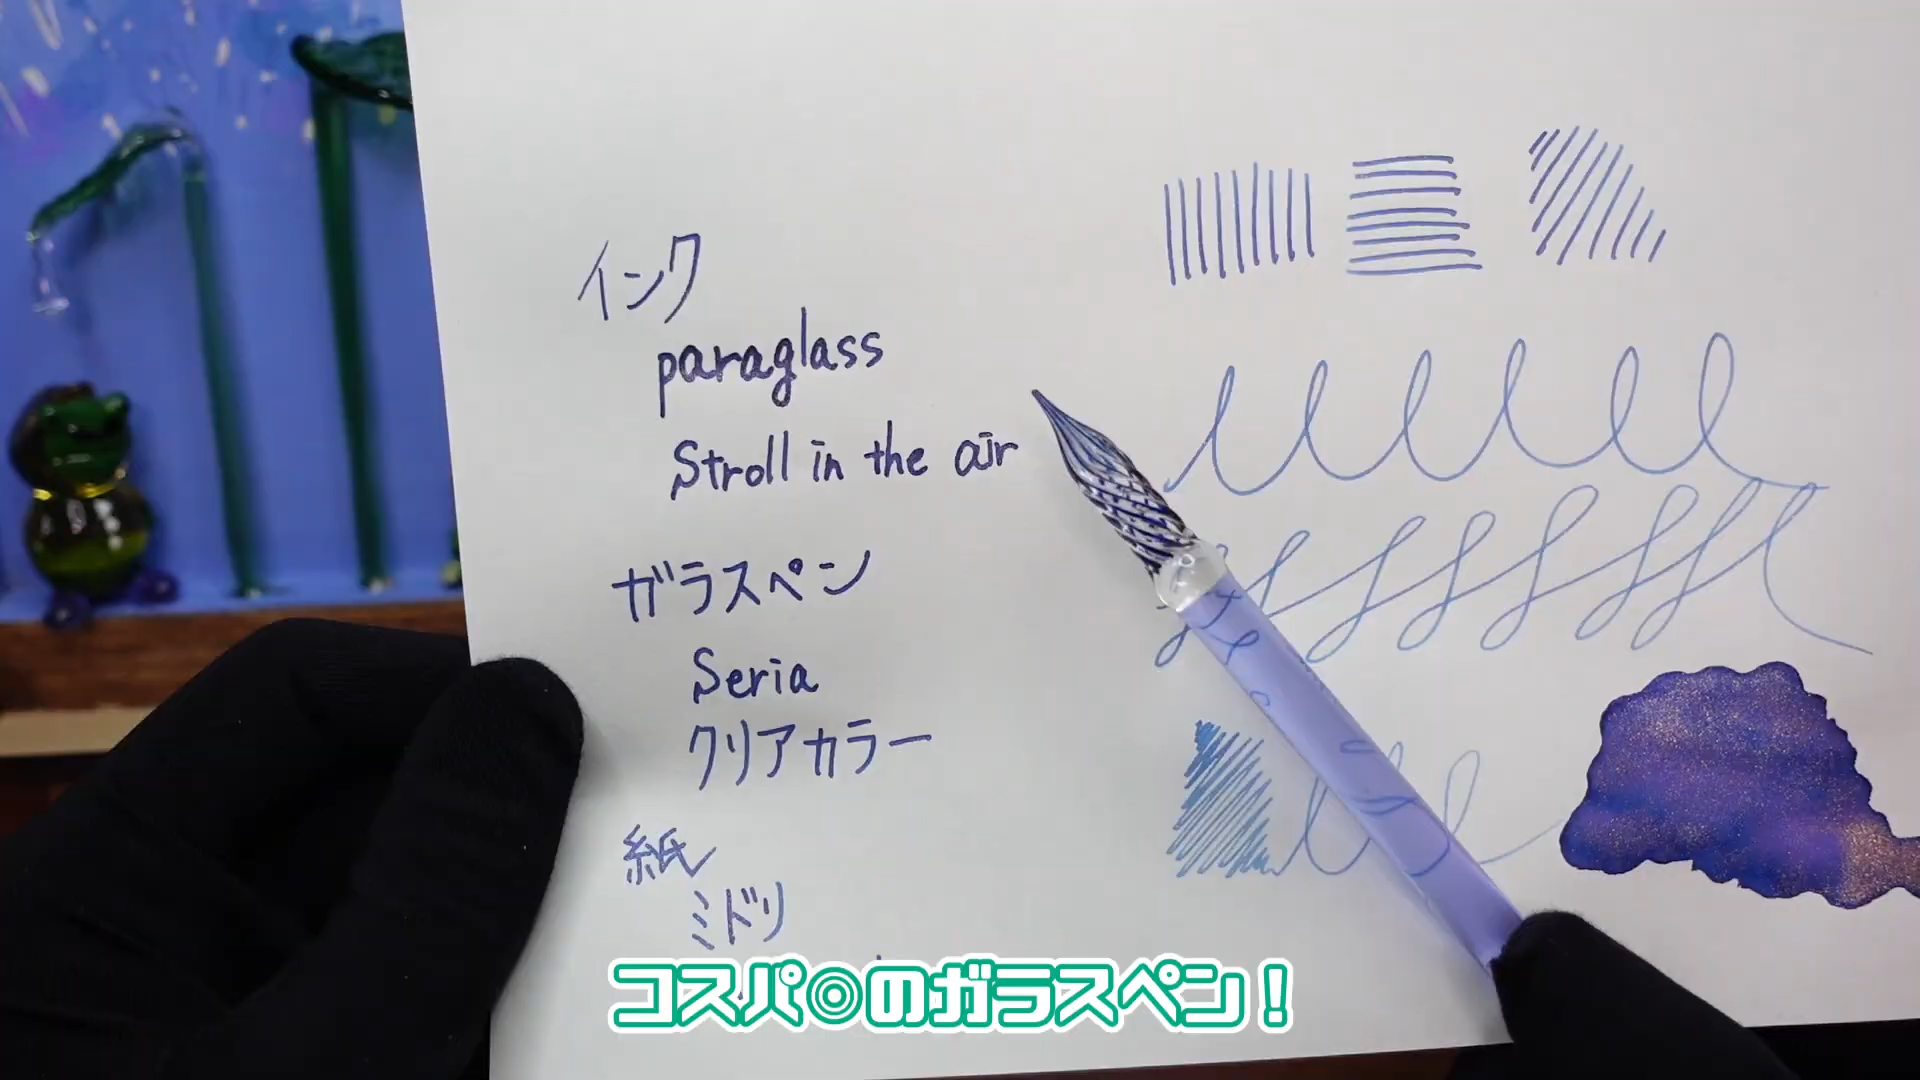 インク
paraglass
Stroll in the air
ガラスペン
Seria
クリアカラー
紙
ミドリ
コスパ◎のガラスペン！